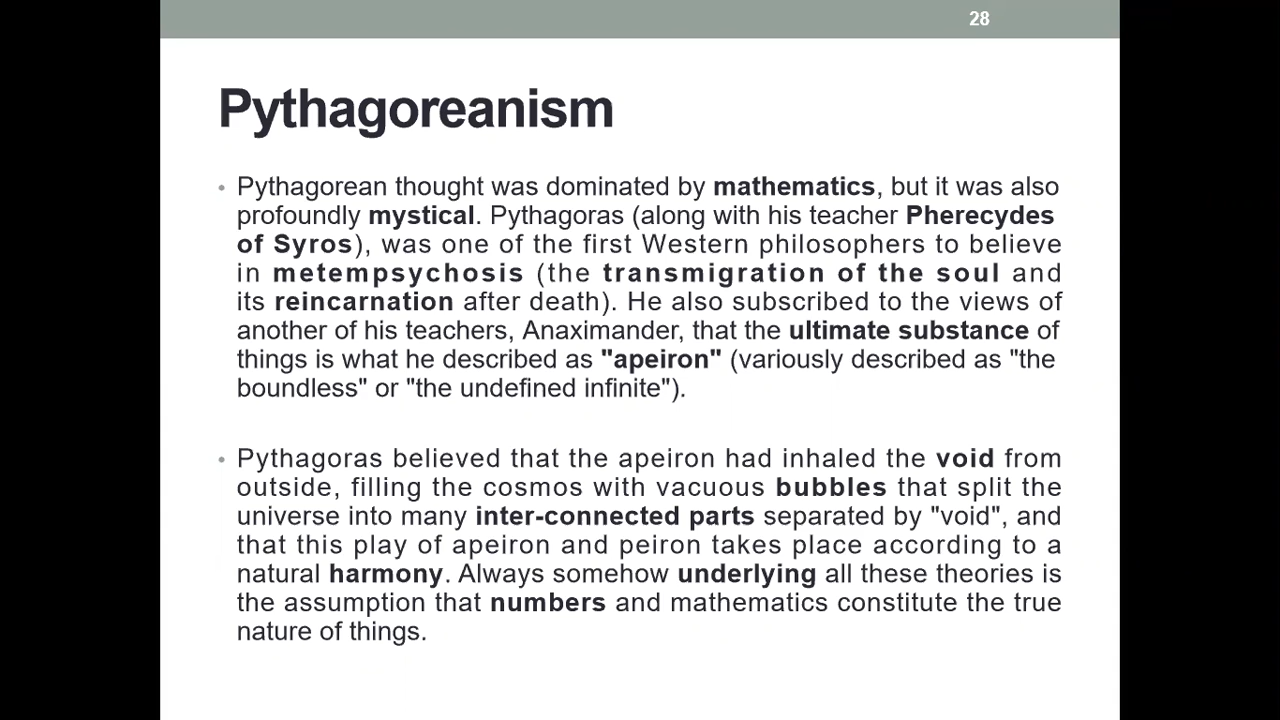 28
Pythagoreanism
• Pythagorean thought was dominated by mathematics, but it was also
profoundly mystical. Pythagoras (along with his teacher Pherecydes
of Syros), was one of the first Western philosophers to believe
in metempsychosis (the transmigration of the soul and
its reincarnation after death). He also subscribed to the views of
another of his teachers, Anaximander, that the ultimate substance of
things is what he described as "apeiron" (variously described as "the
boundless" or "the undefined infinite").
• Pythagoras believed that the apeiron had inhaled the void from
outside, filling the cosmos with vacuous bubbles that split the
universe into many inter-connected parts separated by "void", and
that this play of apeiron and peiron takes place according to a
natural harmony. Always somehow underlying all these theories is
the assumption that numbers and mathematics constitute the true
nature of things.